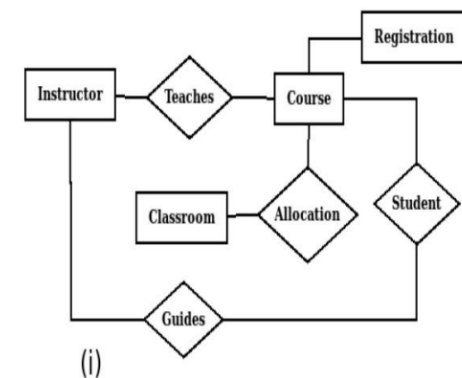 Registration
Instructor
Teaches
Course
Classroom
Allocation
Student
Guides
(i)